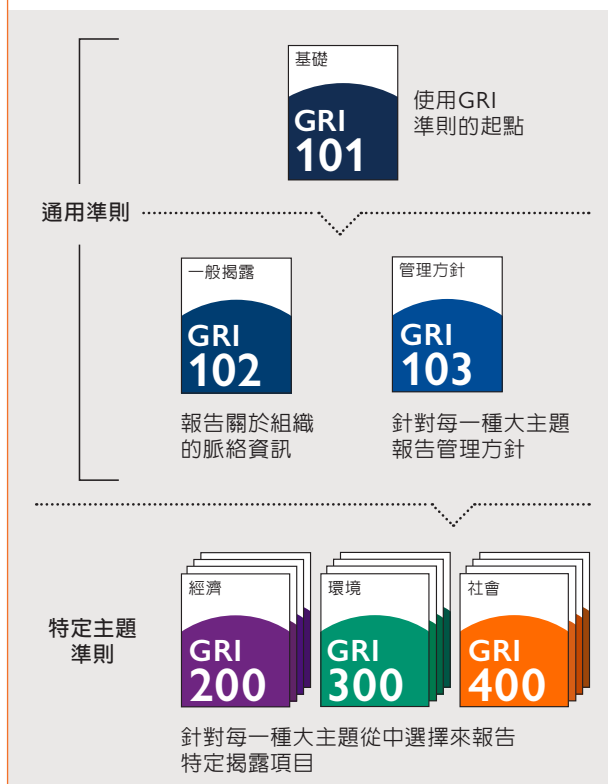 基礎
GRI
101
使用GRI
準則的起點
通用準則
一般揭露
GRI
102
管理方針
GRI
103
報告關於組織
的脈絡資訊
針對每一種大主題
報告管理方針
特定主題
準則
經濟
GRI
200
環境
GRI
300
社會
GRI
400
針對每一種大主題從中選擇來報告
特定揭露項目